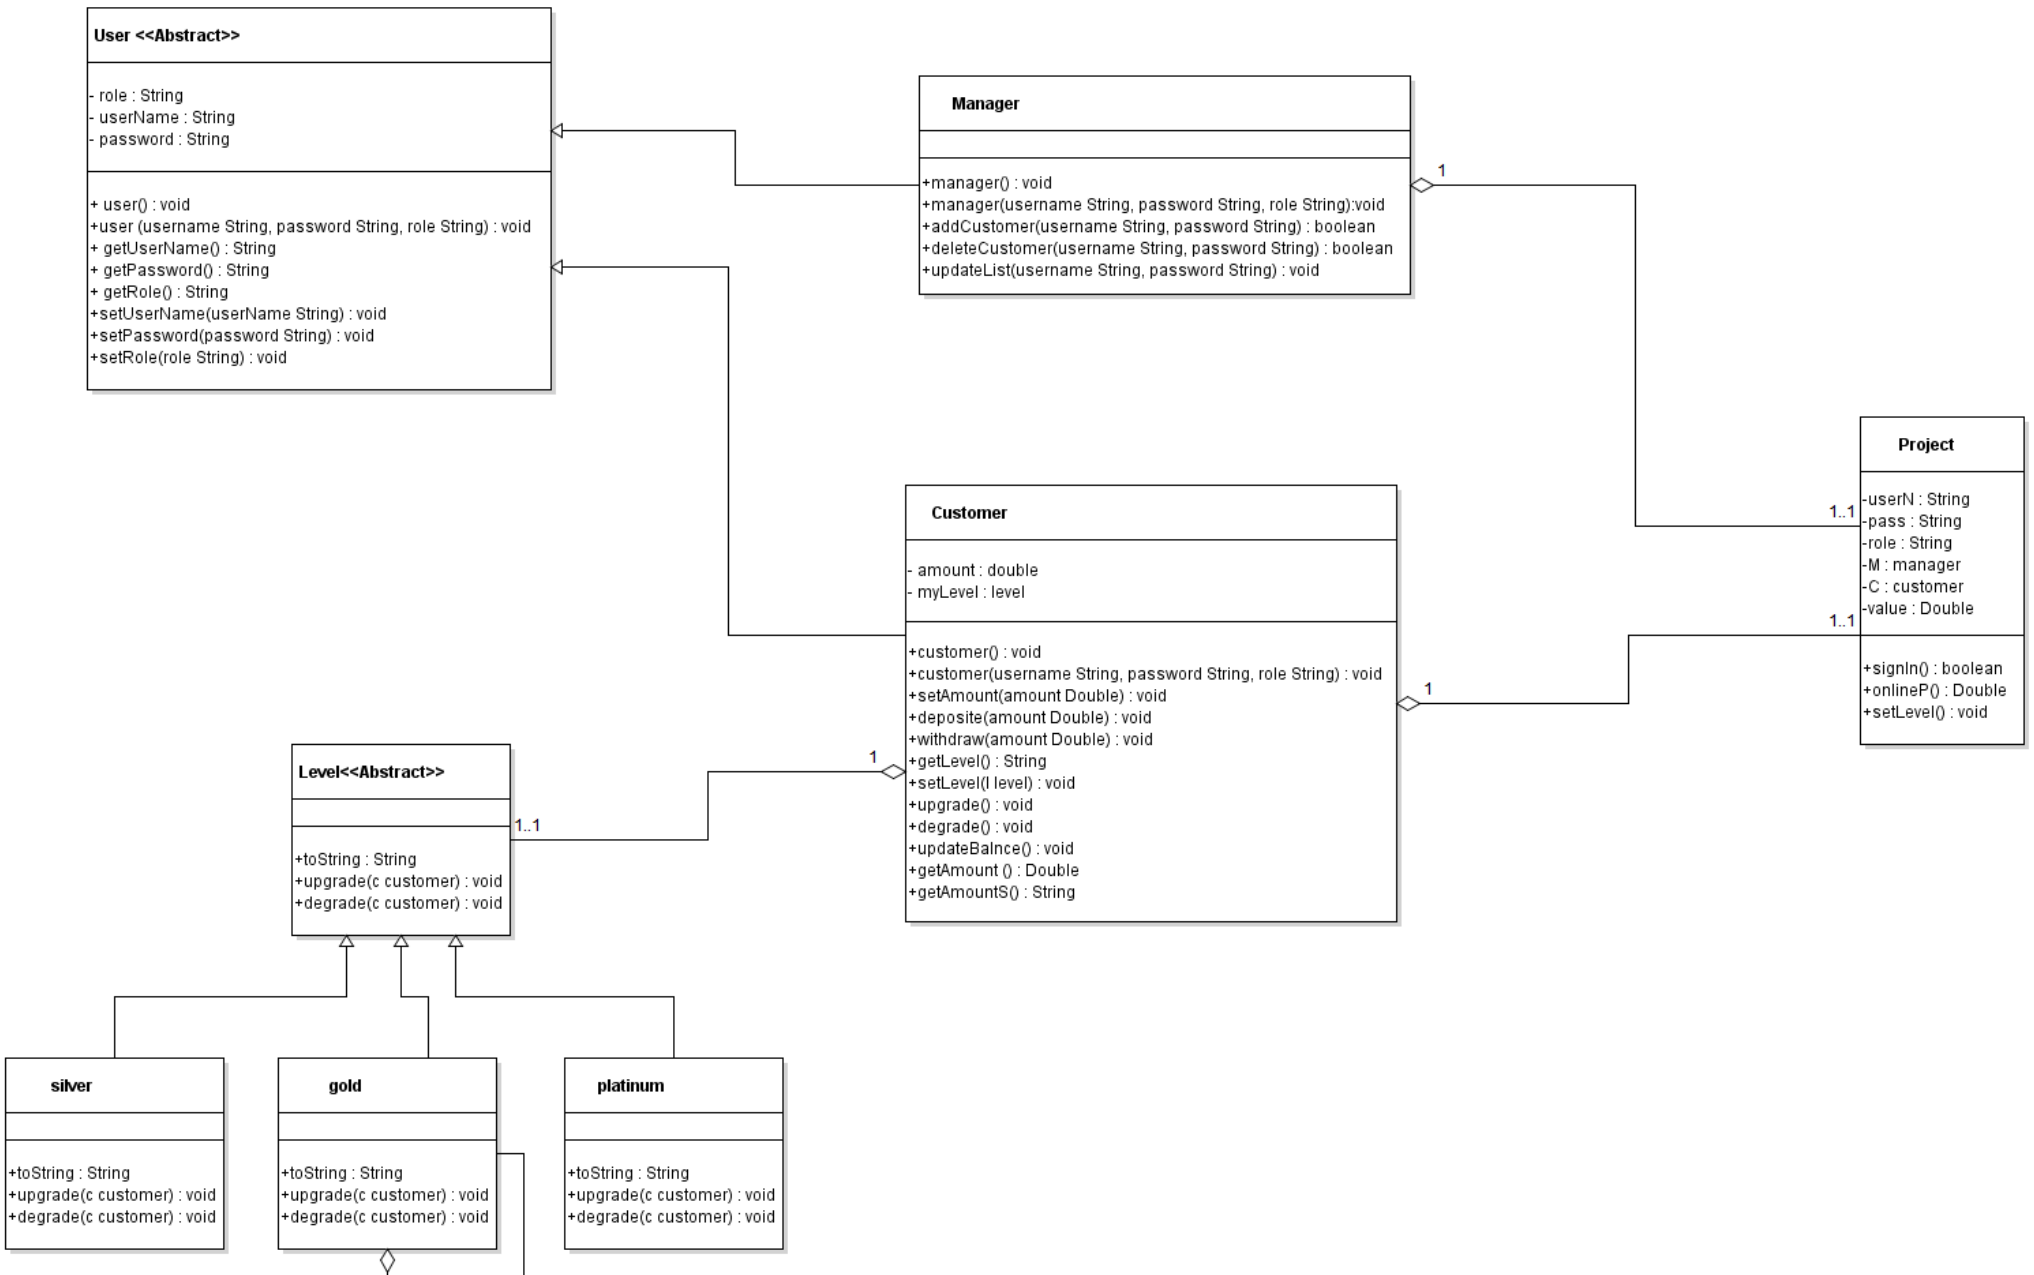 User <<Abstract>>
- role : String
- userName : String
- password : String
+ user() : void
+user (username String, password String, role String) : void
+ getUserName() : String
+ getPassword() : String
+ getRole() : String
+setUserName(userName String) : void
+setPassword(password String) : void
+setRole(role String) : void
Manager
+manager() : void
+manager(username String, password String, role String):void
+addCustomer(username String, password String) : boolean
+deleteCustomer(username String, password String) : boolean
+updateList(username String, password String) : void
1
1..1
Project
-userN : String
-pass : String
-role : String
-M : manager
-C : customer
-value : Double
+signIn() : boolean
+onlineP() : Double
+setLevel() : void
1..1
1
Customer
- amount : double
- myLevel : level
+customer() : void
+customer(username String, password String, role String) : void
+setAmount(amount Double) : void
+deposite(amount Double) : void
+withdraw(amount Double) : void
+getLevel() : String
+setLevel(l level) : void
+upgrade() : void
+degrade() : void
+updateBalnce() : void
+getAmount () : Double
+getAmountS() : String
1
1..1
Level<<Abstract>>
+toString : String
+upgrade(c customer) : void
+degrade(c customer) : void
silver
+toString : String
+upgrade(c customer) : void
+degrade(c customer) : void
gold
+toString : String
+upgrade(c customer) : void
+degrade(c customer) : void
platinum
+toString : String
+upgrade(c customer) : void
+degrade(c customer) : void